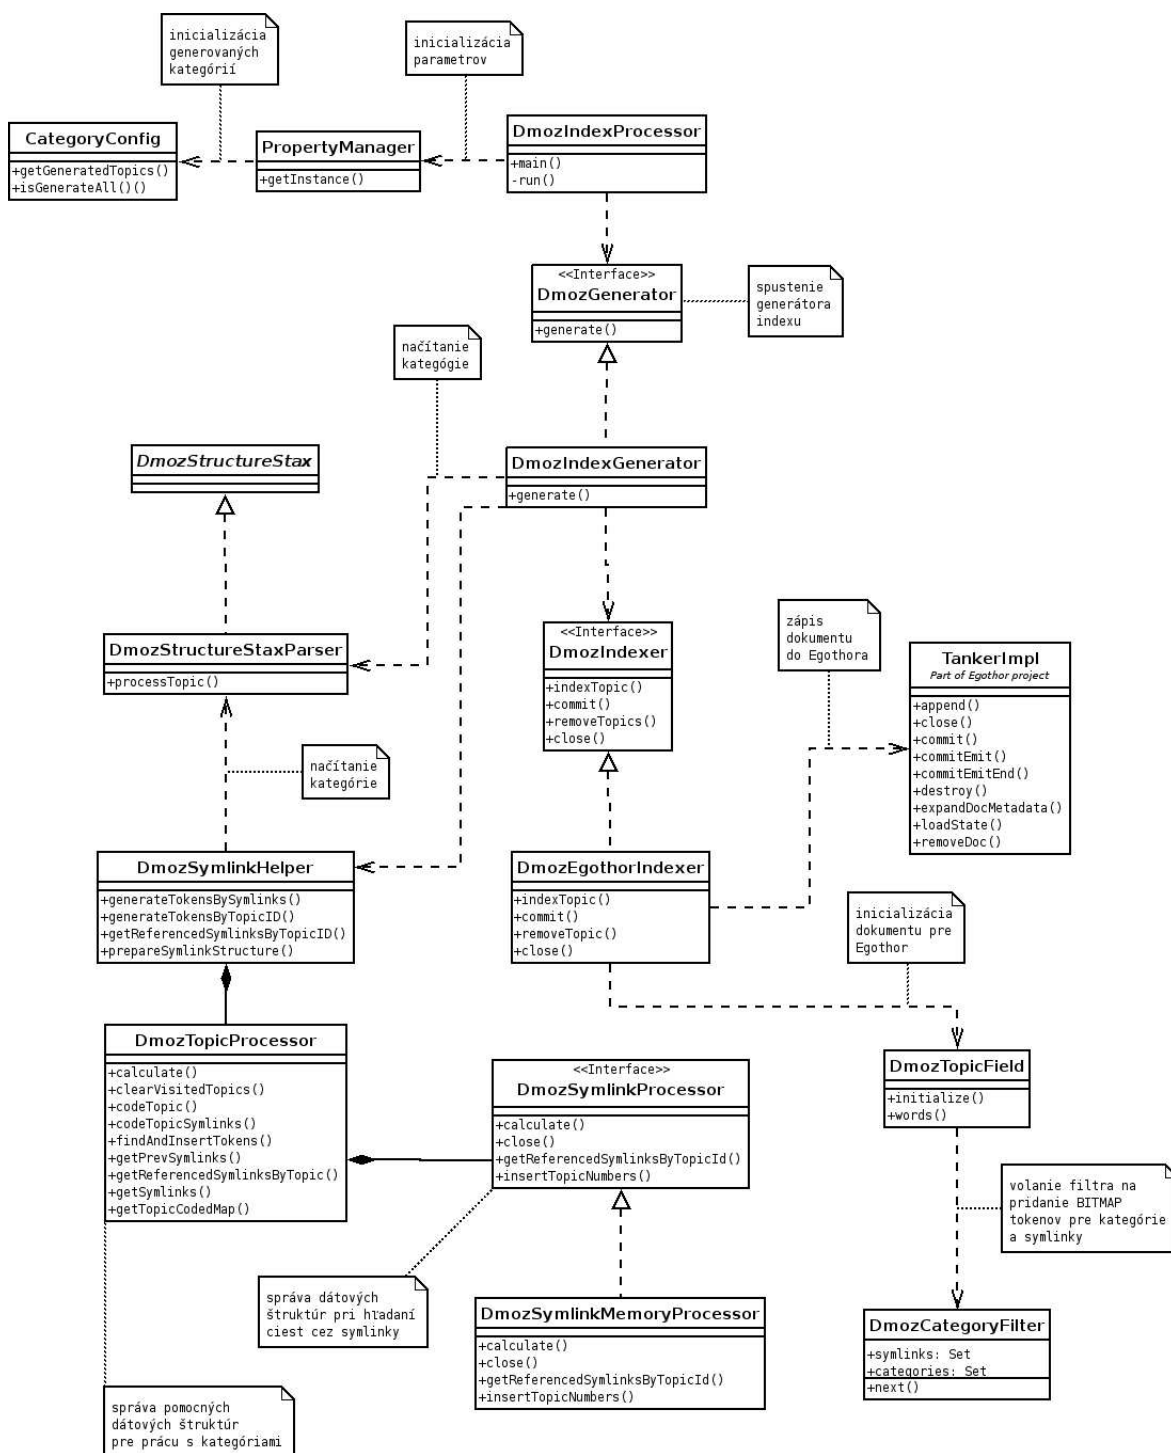 inicializácia
generovaných
kategórií
inicializácia
parametrov
CategoryConfig
+getGeneratedTopics()
+isGenerateAll()()
PropertyManager
+getInstance()
DmozIndexProcessor
+main()
-run()
<<Interface>>
DmozGenerator
+generate()
spustenie
generátora
indexu
načítanie
kategógie
DmozStructureStax
DmozIndexGenerator
+generate()
DmozStructureStaxParser
+processTopic()
<<Interface>>
DmozIndexer
+indexTopic()
+commit()
+removeTopics()
+close()
zápis
dokumentu
do Egothora
TankerImpl
Part of Egothor project
+append()
+close()
+commit()
+commitEmit()
+commitEmitEnd()
+destroy()
+expandDocMetadata()
+loadState()
+removeDoc()
načítanie
kategórie
DmozSymlinkHelper
+generateTokensBySymlinks()
+generateTokensByTopicID()
+getReferencedSymlinksByTopicID()
+prepareSymlinkStructure()
DmozEgothorIndexer
+indexTopic()
+commit()
+removeTopic()
+close()
inicializácia
dokumentu pre
Egothor
DmozTopicProcessor
+calculate()
+clearVisitedTopics()
+codeTopic()
+codeTopicSymlinks()
+findAndInsertTokens()
+getPrevSymlinks()
+getReferencedSymlinksByTopic()
+getSymlinks()
+getTopicCodedMap()
<<Interface>>
DmozSymlinkProcessor
+calculate()
+close()
+getReferencedSymlinksByTopicId()
+insertTopicNumbers()
DmozTopicField
+initialize()
+words()
volanie filtra na
pridanie BITMAP
tokenov pre kategórie
a symlinky
správa dátových
štruktúr pri hľadaní
ciest cez symlinky
DmozSymlinkMemoryProcessor
+calculate()
+close()
+getReferencedSymlinksByTopicId()
+insertTopicNumbers()
DmozCategoryFilter
+symlinks: Set
+categories: Set
+next()
správa pomocných
dátových štruktúr
pre prácu s kategóriami